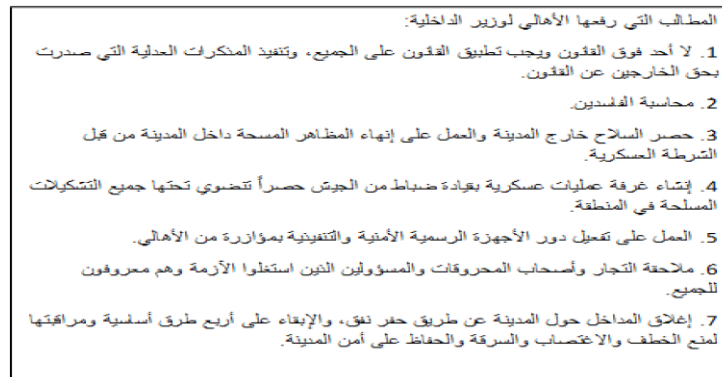 المطالب التي رفعها الأهالي لوزير الداخلية:
1. لا أحد فوق القانون ويجب تطبيق القانون على الجميع، وتنفيذ المذكرات العدلية التي صدرت
بحق الخارجين عن القانون.
2. محاسبة الفاسدين.
3. حصر السلاح خارج المدينة والعمل على إنهاء المظاهر المسحة داخل المدينة من قبل
الشرطة العسكرية.
4. إنشاء غرفة عمليات عسكرية بقيادة ضباط من الجيش حصراً تنضوي تحتها جميع التشكيلات
المسلحة في المنطقة.
5. العمل على تفعيل دور الأجهزة الرسمية الأمنية والتنفيذية بمؤازرة من الأهالي.
6. ملاحقة التجار وأصحاب المحروقات والمسؤولين الذين استغلوا الآزمة وهم معروفون
للجميع.
7. إغلاق المداخل حول المدينة عن طريق حفر نفق، والإبقاء على أربع طرق أساسية ومراقبتها
لمنع الخطف والاغتصاب والسرقة والحفاظ على أمن المدينة.